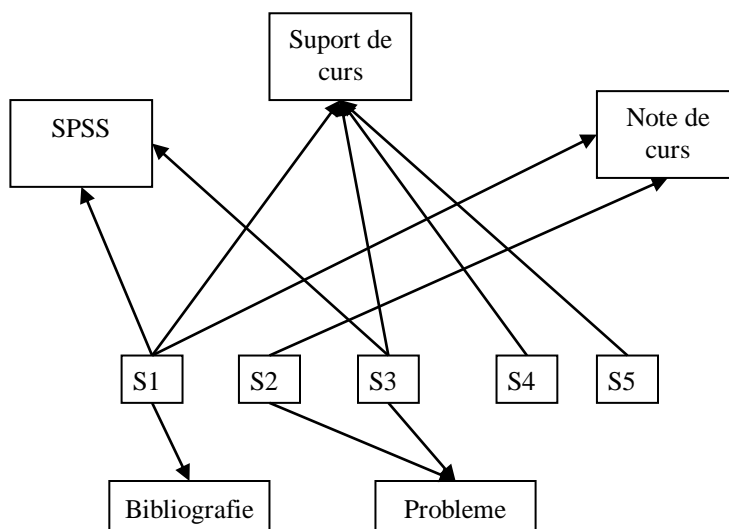 Suport de
curs
SPSS
Note de
curs
S1
S2
S3
S4
S5
Bibliografie
Probleme